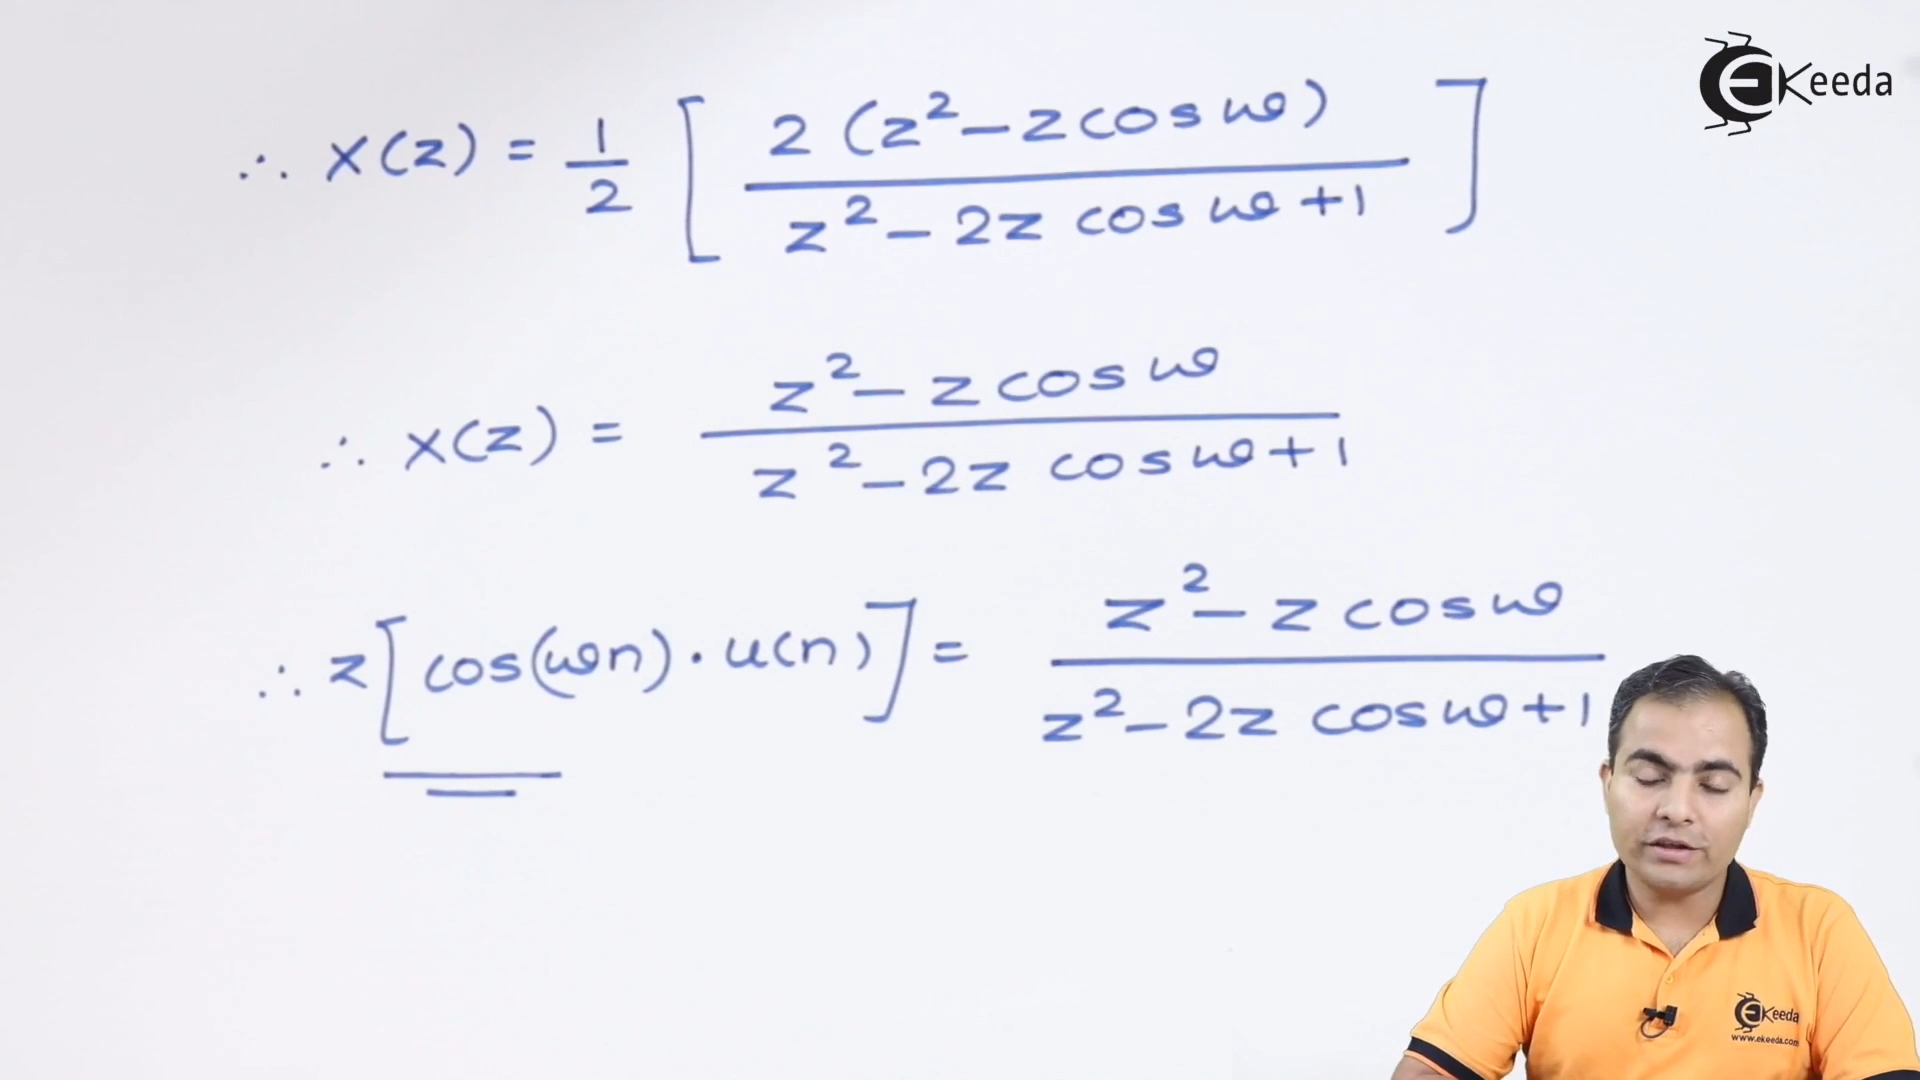 EKeeda
∴ X(z) = 1/2 [ 2 (z² - z cos ω) / z² - 2z cos ω + 1 ]
∴ X(z) = z² - z cos ω / z² - 2z cos ω + 1
∴ z[cos(ωn) · u(n)] = z² - z cos ω / z² - 2z cos ω + 1
EKeeda
www.ekeeda.com